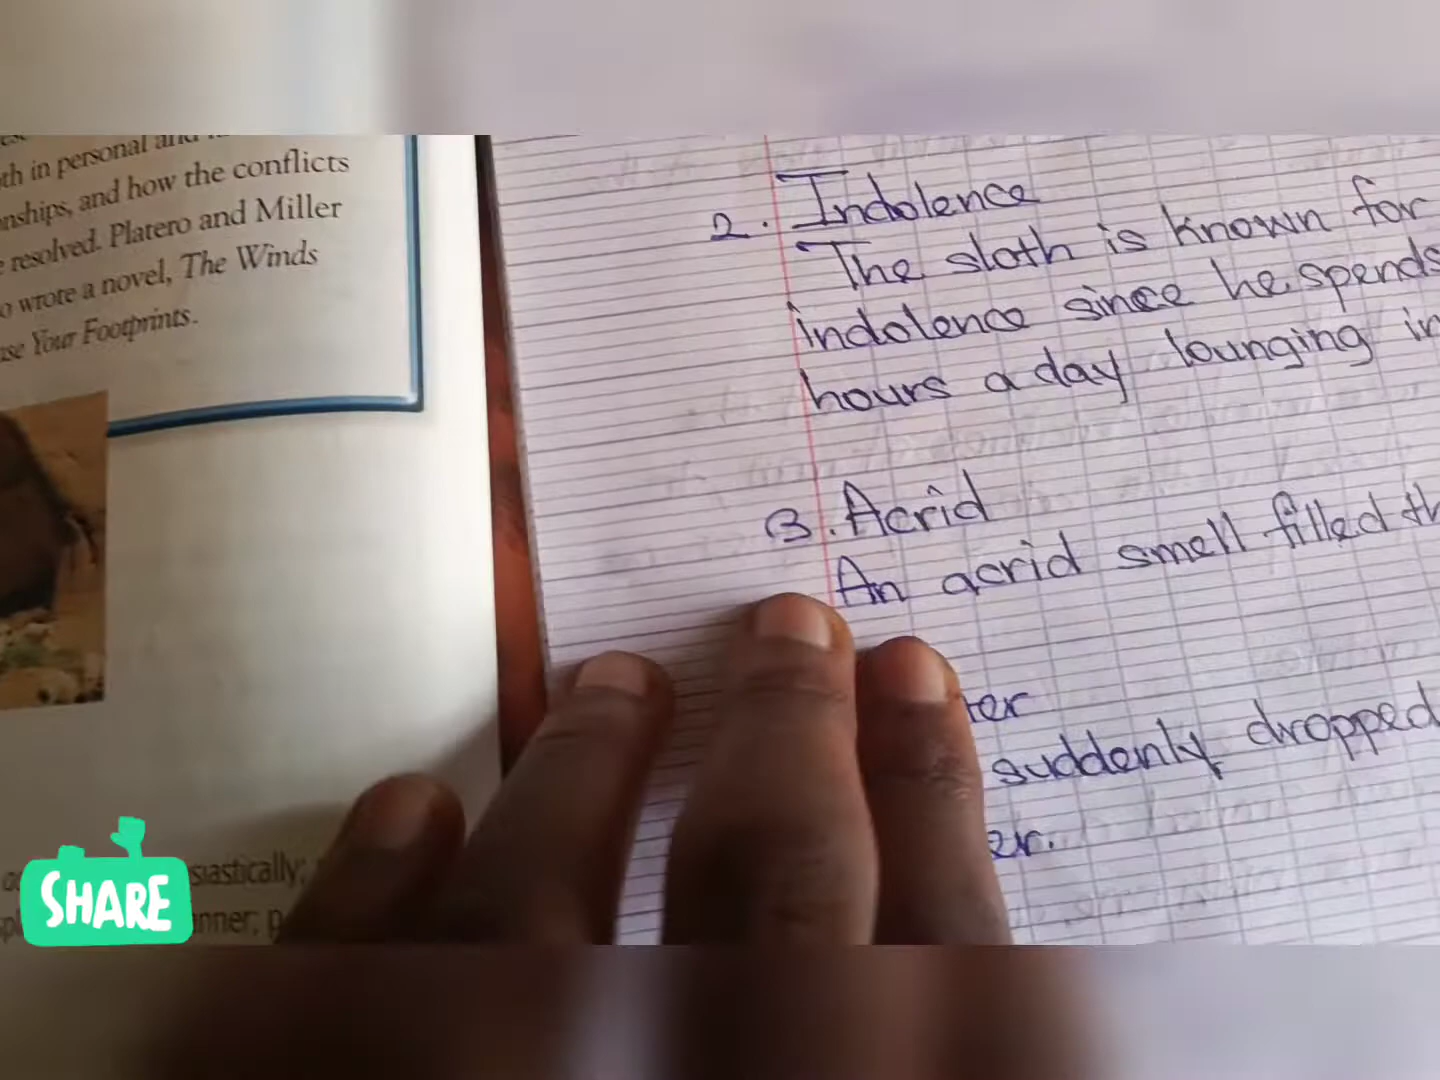 th in personal and
nships, and how the conflicts
resolved. Platero and Miller
wrote a novel, The Winds
Your Footprints.
siastically;
nner;
SHARE
2. Indolence
The sloth is known for
indolence since he spends
hours a day lounging in
3. Acrid
An acrid smell filled th
ter
suddenly dropped
er.